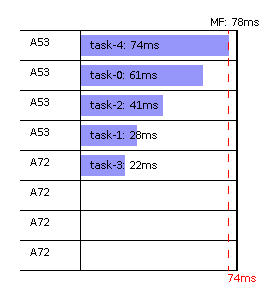 MF: 78ms
A53 task-4: 74ms
A53 task-0: 61ms
A53 task-2: 41ms
A53 task-1: 28ms
A72 task-3: 22ms
A72
A72
A72
74ms